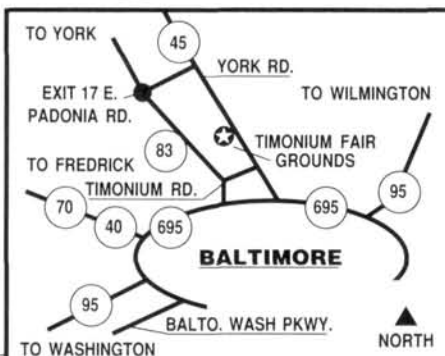 TO YORK
45
YORK RD.
EXIT 17 E.
PADONIA RD.
TO WILMINGTON
83
TIMONIUM FAIR
GROUNDS
TO FREDRICK
TIMONIUM RD.
95
70
40
695
695
BALTIMORE
95
BALTO. WASH PKWY.
TO WASHINGTON
NORTH